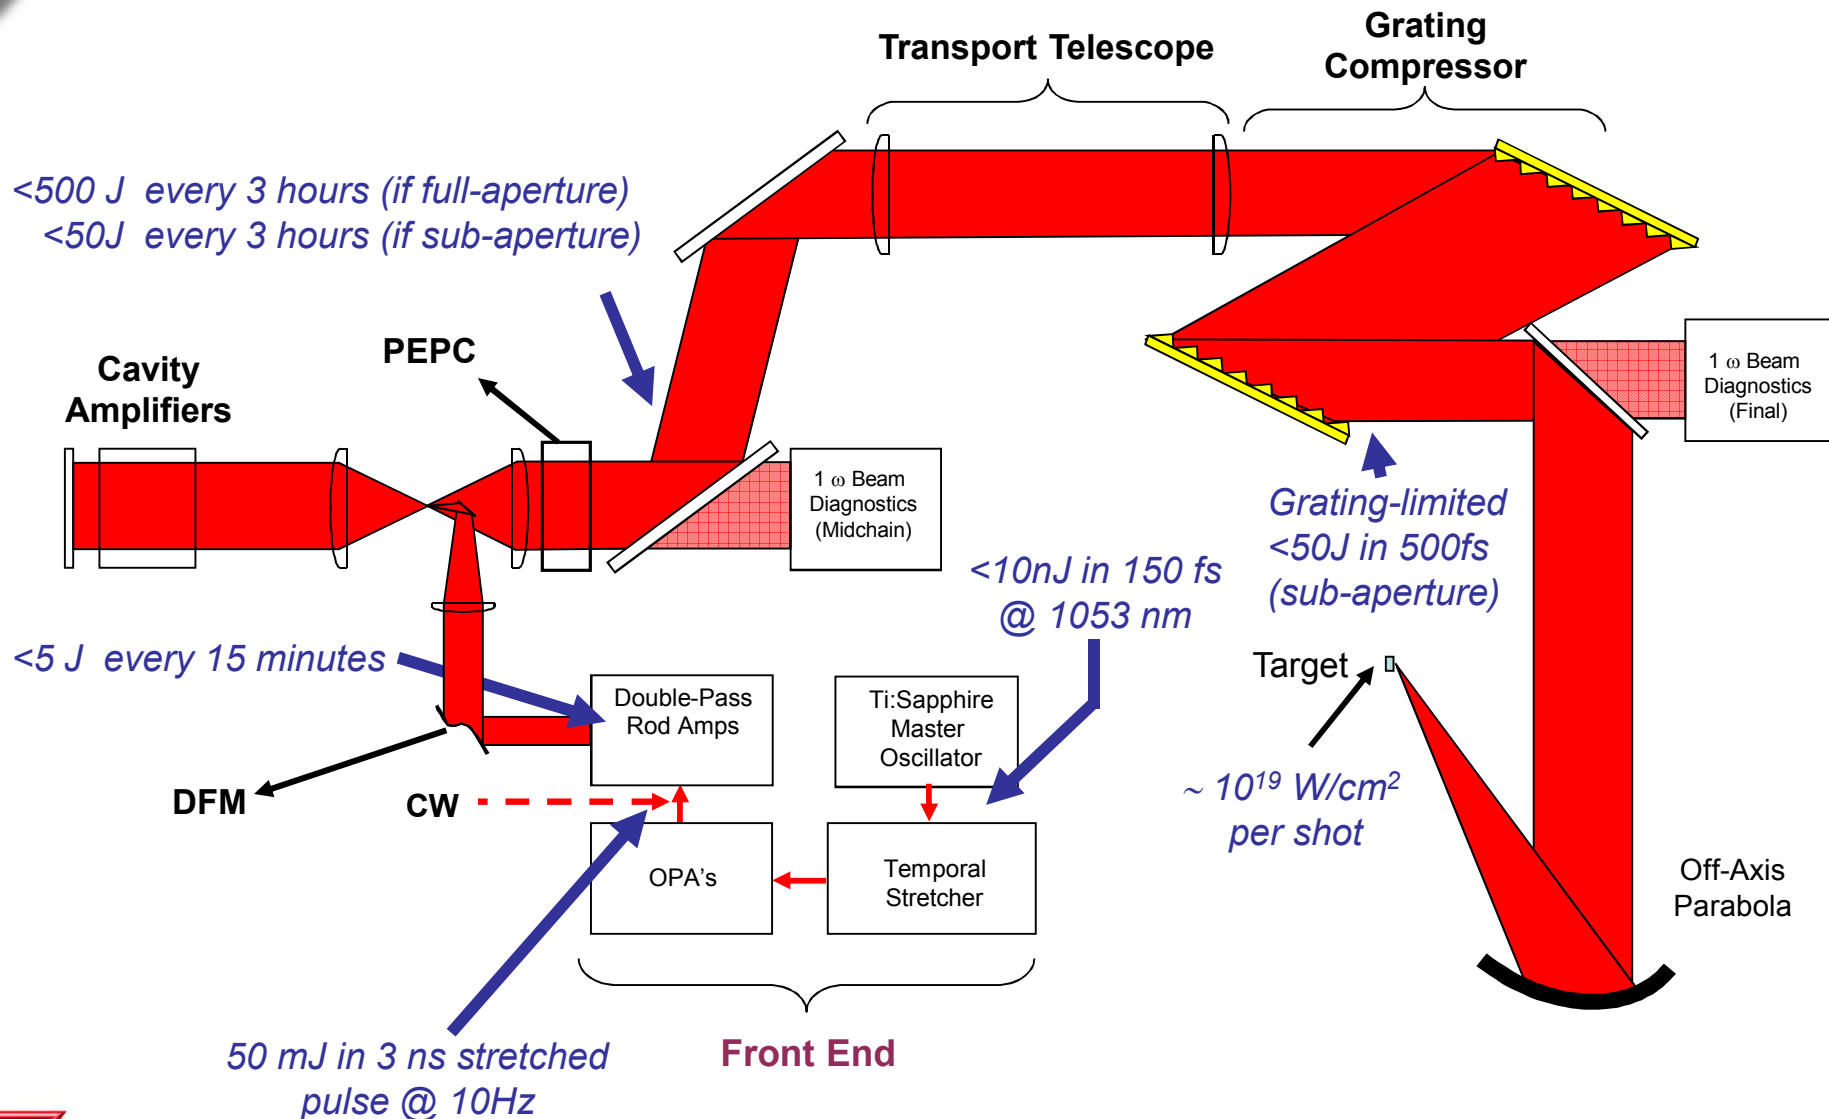 Transport Telescope
Grating
Compressor
<500 J every 3 hours (if full-aperture)
<50J every 3 hours (if sub-aperture)
PEPC
Cavity
Amplifiers
1 ω Beam
Diagnostics
(Midchain)
1 ω Beam
Diagnostics
(Final)
Grating-limited
<50J in 500fs
(sub-aperture)
<10nJ in 150 fs
@ 1053 nm
<5 J every 15 minutes
Double-Pass
Rod Amps
Ti:Sapphire
Master
Oscillator
Target
~ 10¹⁹ W/cm²
per shot
DFM
CW
OPA's
Temporal
Stretcher
Off-Axis
Parabola
Front End
50 mJ in 3 ns stretched
pulse @ 10Hz